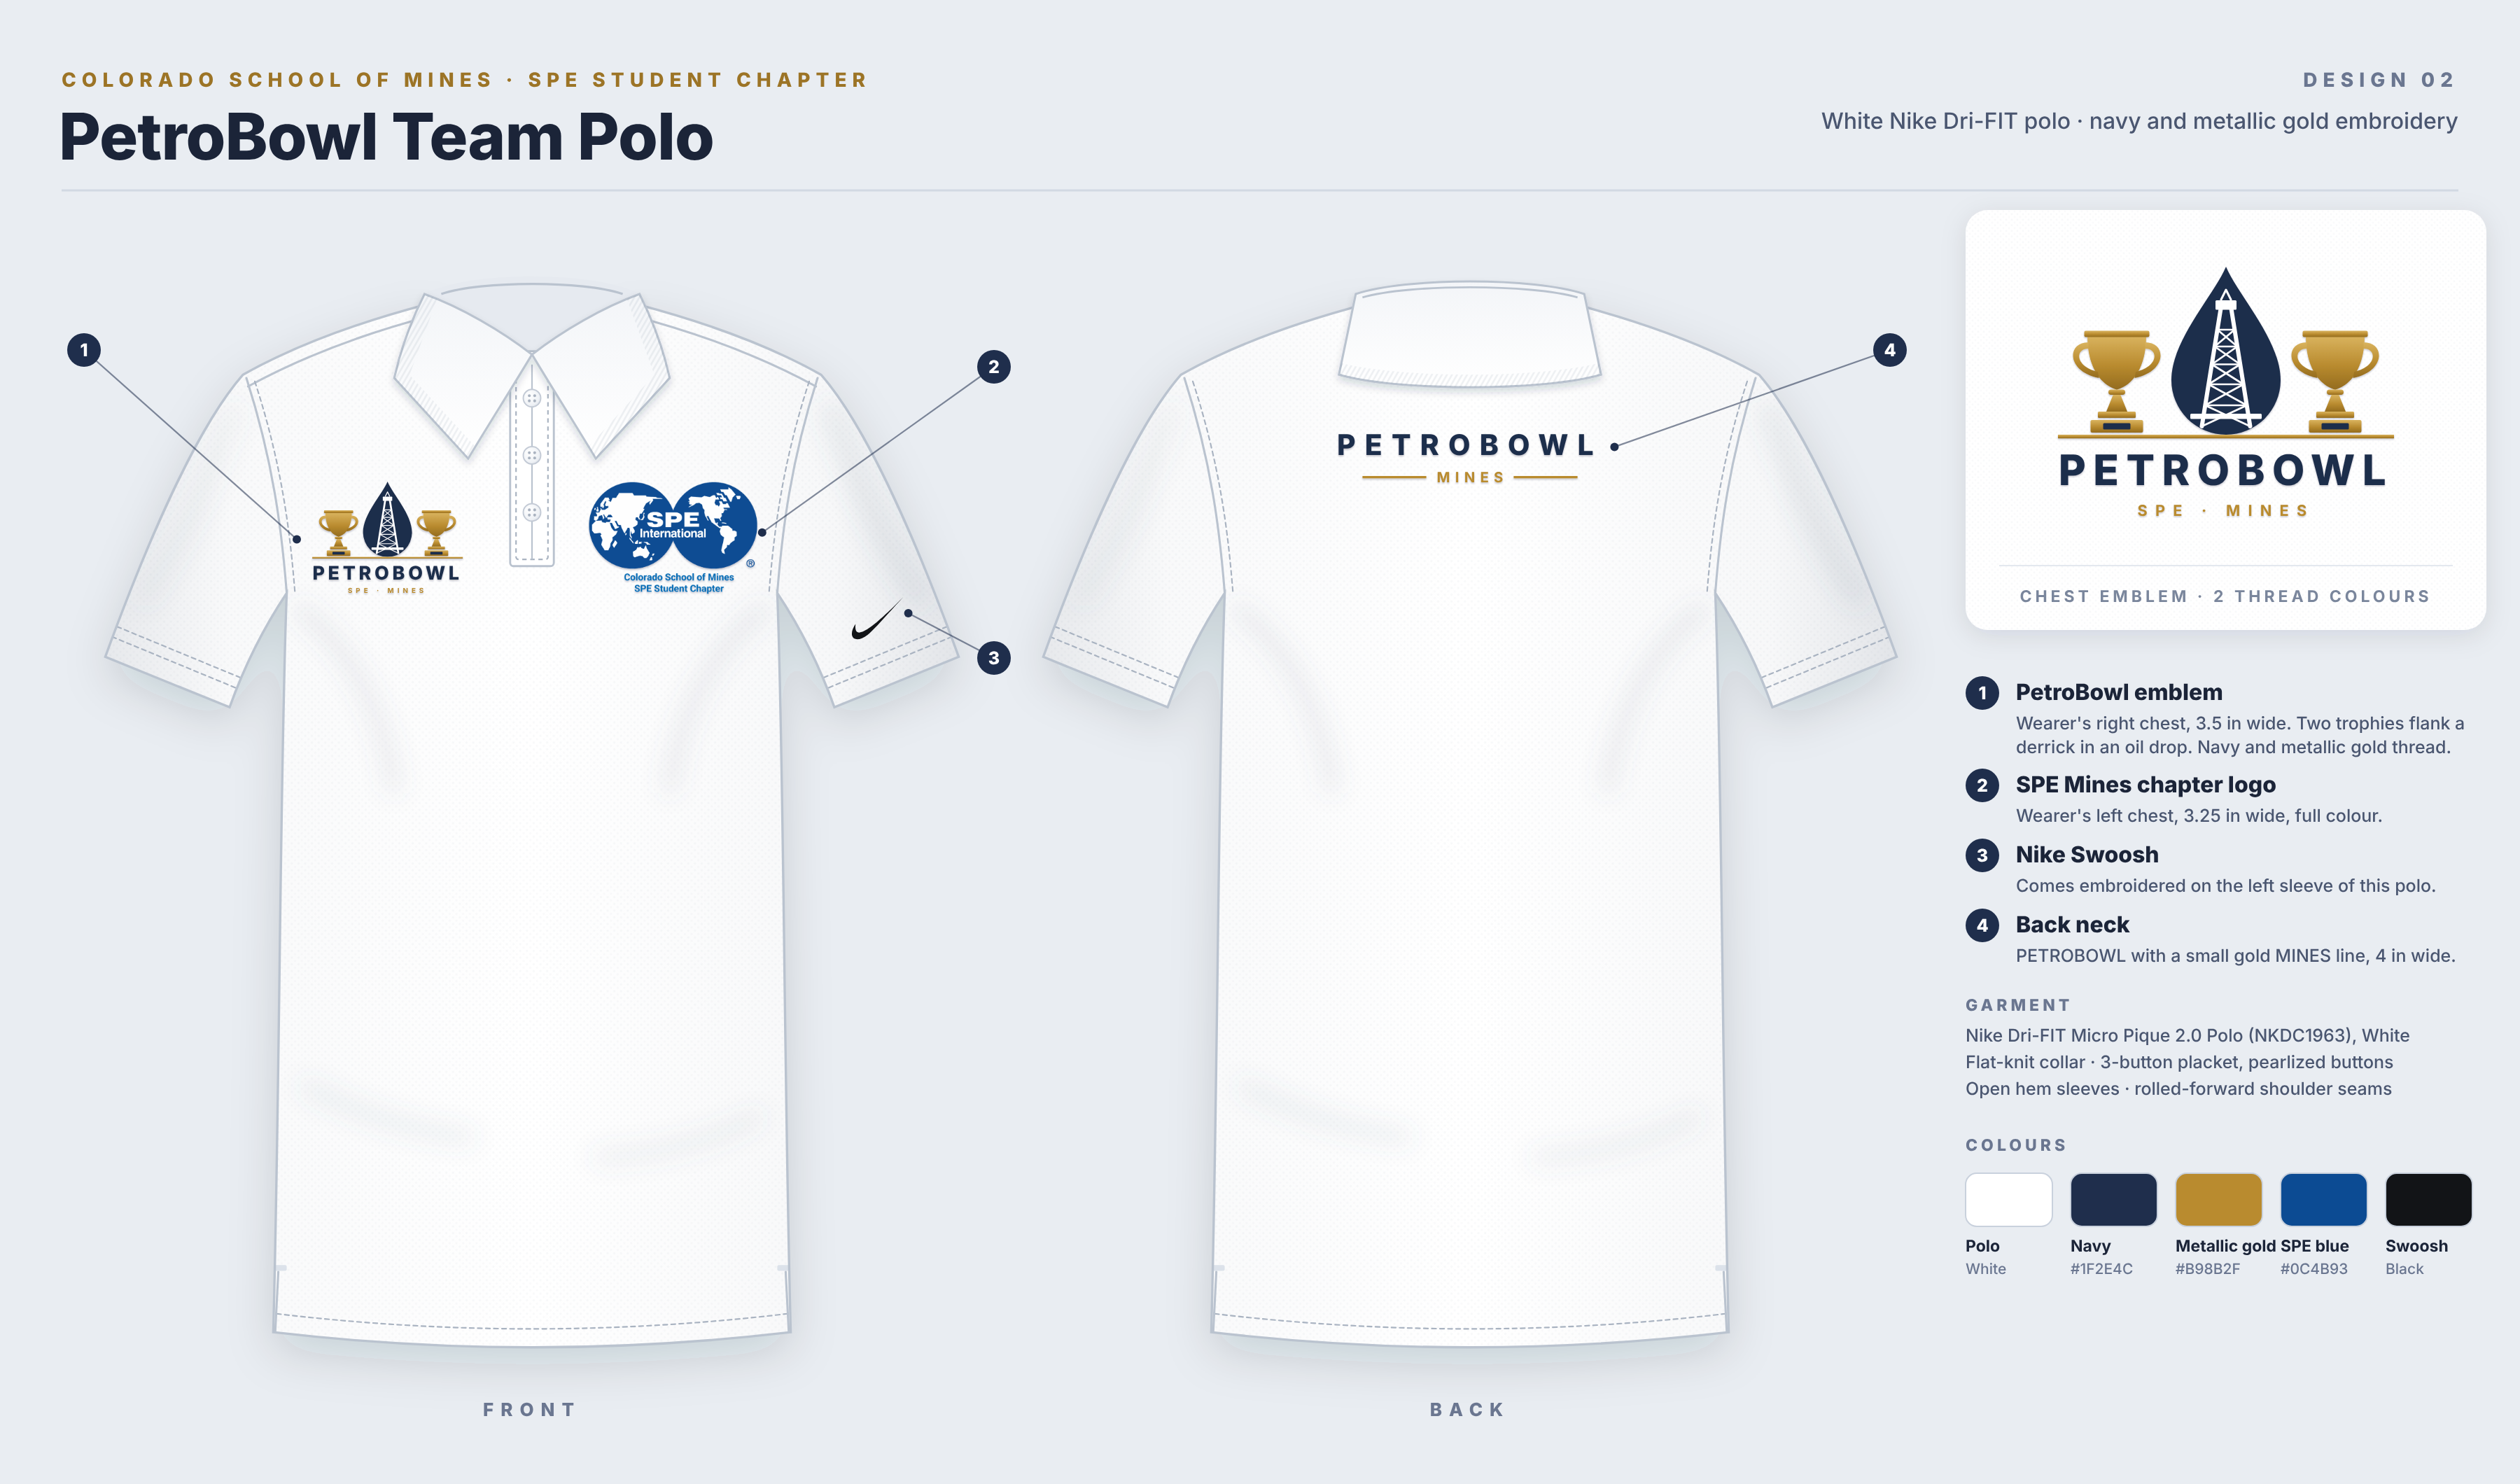 COLORADO SCHOOL OF MINES · SPE STUDENT CHAPTER
PetroBowl Team Polo
DESIGN 02
White Nike Dri-FIT polo · navy and metallic gold embroidery
1
2
3
PETROBOWL
SPE · MINES
SPE
International
®
Colorado School of Mines
SPE Student Chapter
FRONT
4
PETROBOWL
MINES
BACK
PETROBOWL
SPE · MINES
CHEST EMBLEM · 2 THREAD COLOURS
1 PetroBowl emblem
Wearer's right chest, 3.5 in wide. Two trophies flank a
derrick in an oil drop. Navy and metallic gold thread.
2 SPE Mines chapter logo
Wearer's left chest, 3.25 in wide, full colour.
3 Nike Swoosh
Comes embroidered on the left sleeve of this polo.
4 Back neck
PETROBOWL with a small gold MINES line, 4 in wide.
GARMENT
Nike Dri-FIT Micro Pique 2.0 Polo (NKDC1963), White
Flat-knit collar · 3-button placket, pearlized buttons
Open hem sleeves · rolled-forward shoulder seams
COLOURS
Polo
White
Navy
#1F2E4C
Metallic gold
#B98B2F
SPE blue
#0C4B93
Swoosh
Black